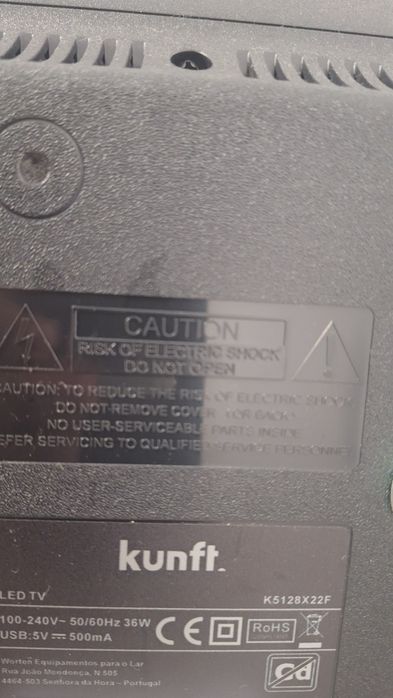 CAUTION
RISK OF ELECTRIC SHOCK
DO NOT OPEN
CAUTION: TO REDUCE THE RISK OF ELECTRIC SHOCK
DO NOT REMOVE COVER (OR BACK)
NO USER-SERVICEABLE PARTS INSIDE
REFER SERVICING TO QUALIFIED SERVICE PERSONNEL
kunft.
LED TV K5128X22F
100-240V~ 50/60Hz 36W
USB:5V⎓500mA
CE RoHS
Worten Equipamentos para o Lar
Rua João Mendonça, N 505
4464-503 Senhora da Hora – Portugal
Cd